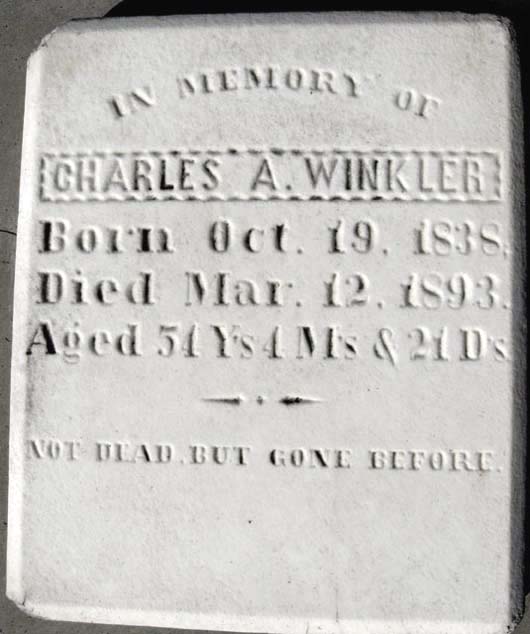 IN MEMORY OF
CHARLES A. WINKLER
Born Oct. 19, 1838.
Died Mar. 12, 1893.
Aged 54 Ys 4 Ms & 21 Ds
NOT DEAD. BUT GONE BEFORE.